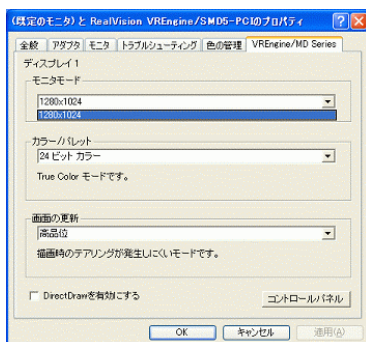 (既定のモニタ) と RealVision VREngine/SMD5-PCIのプロパティ
全般 アダプタ モニタ トラブルシューティング 色の管理 VREngine/MD Series
ディスプレイ1
モニタモード
1280x1024
1280x1024
カラー/パレット
24 ビット カラー
True Color モードです。
画面の更新
高品位
描画時のテアリングが発生しにくいモードです。
DirectDrawを有効にする
コントロールパネル
OK キャンセル 適用(A)